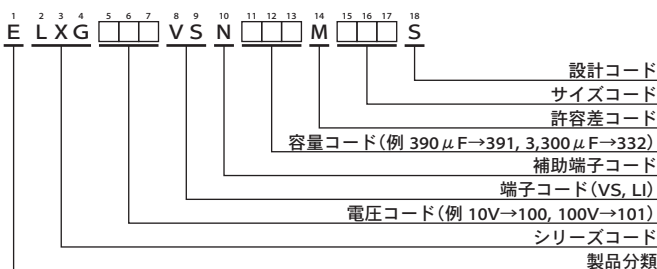 1 2 3 4 5 6 7 8 9 10 11 12 13 14 15 16 17 18
E L X G □□□ V S N □□□ M □□□ S
設計コード
サイズコード
許容差コード
容量コード(例 390μF→391, 3,300μF→332)
補助端子コード
端子コード(VS, LI)
電圧コード(例 10V→100, 100V→101)
シリーズコード
製品分類